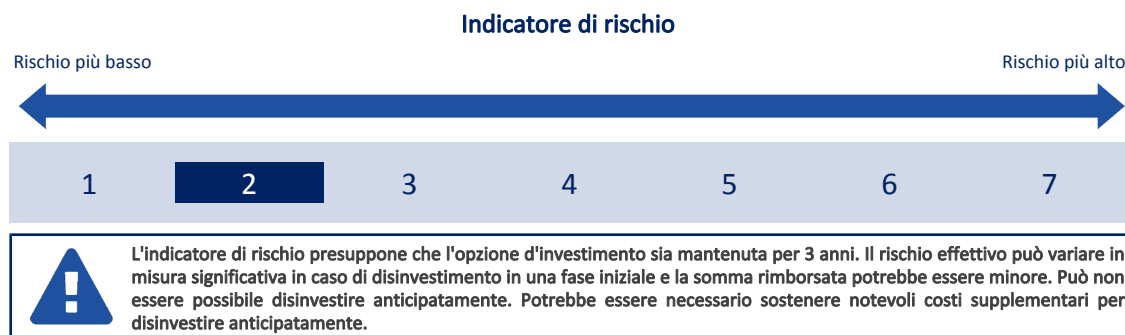 Indicatore di rischio
Rischio più basso
Rischio più alto
1 2 3 4 5 6 7
L'indicatore di rischio presuppone che l'opzione d'investimento sia mantenuta per 3 anni. Il rischio effettivo può variare in
misura significativa in caso di disinvestimento in una fase iniziale e la somma rimborsata potrebbe essere minore. Può non
essere possibile disinvestire anticipatamente. Potrebbe essere necessario sostenere notevoli costi supplementari per
disinvestire anticipatamente.